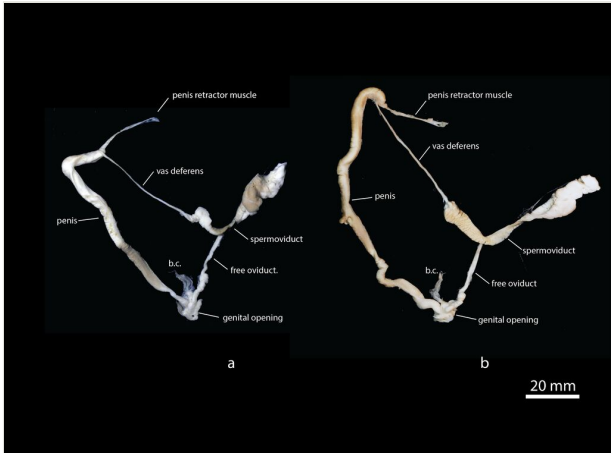 penis retractor muscle
vas deferens
penis
spermoviduct
b.c.
free oviduct.
genital opening
a
penis retractor muscle
vas deferens
penis
spermoviduct
b.c.
free oviduct
genital opening
b
20 mm